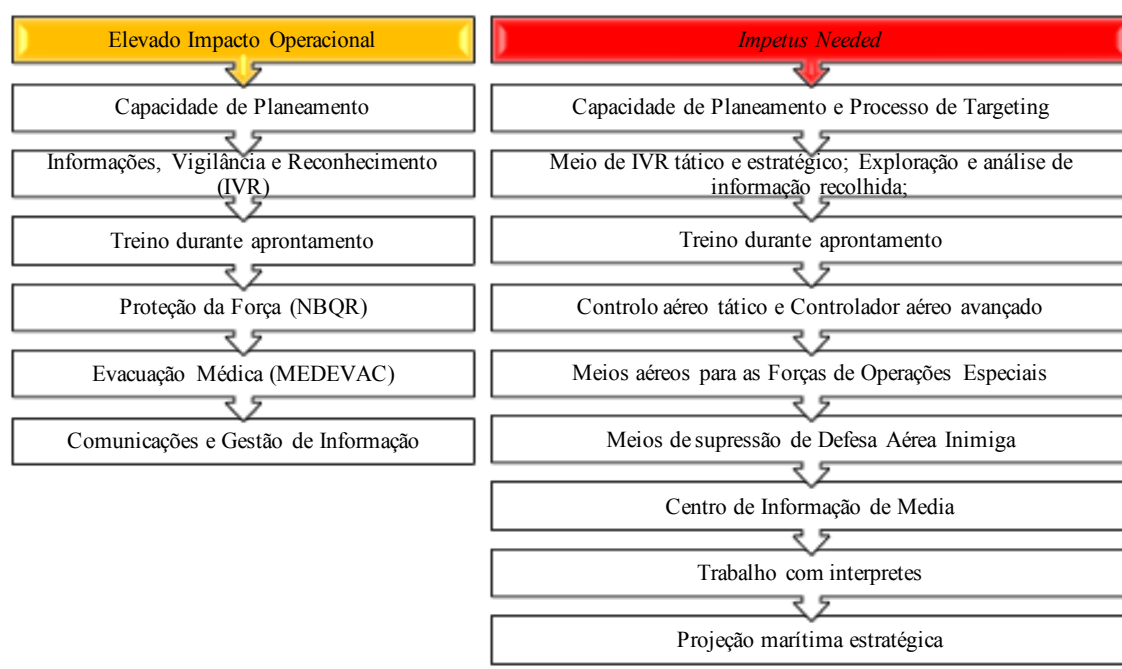 Elevado Impacto Operacional
Capacidade de Planeamento
Informações, Vigilância e Reconhecimento
(IVR)
Treino durante aprontamento
Proteção da Força (NBQR)
Evacuação Médica (MEDEVAC)
Comunicações e Gestão de Informação
Impetus Needed
Capacidade de Planeamento e Processo de Targeting
Meio de IVR tático e estratégico; Exploração e análise de
informação recolhida;
Treino durante aprontamento
Controlo aéreo tático e Controlador aéreo avançado
Meios aéreos para as Forças de Operações Especiais
Meios de supressão de Defesa Aérea Inimiga
Centro de Informação de Media
Trabalho com interpretes
Projeção marítima estratégica